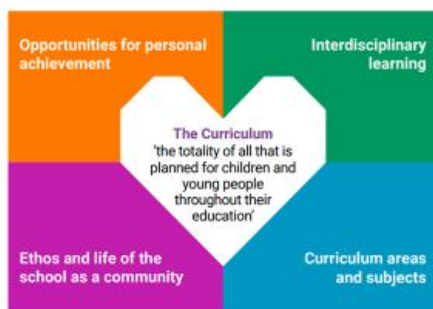 Opportunities for personal
achievement
Interdisciplinary
learning
The Curriculum
'the totality of all that is
planned for children and
young people
throughout their
education'
Ethos and life of the
school as a community
Curriculum areas
and subjects